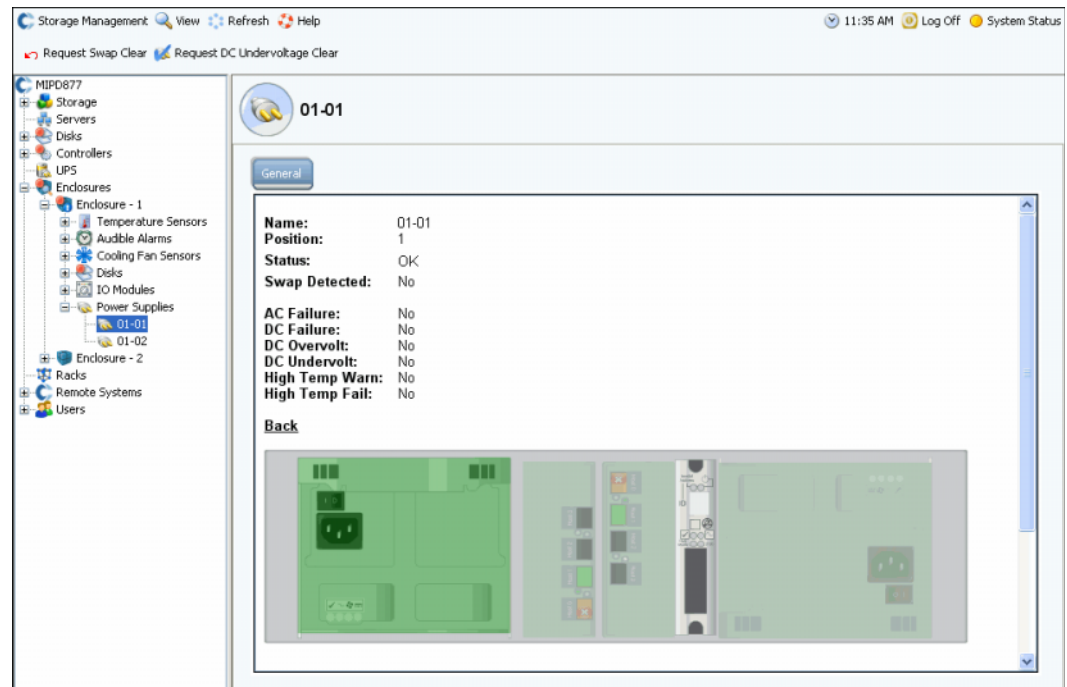 Storage Management View Refresh Help 11:35 AM Log Off System Status
Request Swap Clear Request DC Undervoltage Clear
MIPD877
Storage
Servers
Disks
Controllers
UPS
Enclosures
Enclosure - 1
Temperature Sensors
Audible Alarms
Cooling Fan Sensors
Disks
IO Modules
Power Supplies
01-01
01-02
Enclosure - 2
Racks
Remote Systems
Users
01-01
General
Name: 01-01
Position: 1
Status: OK
Swap Detected: No
AC Failure: No
DC Failure: No
DC Overvolt: No
DC Undervolt: No
High Temp Warn: No
High Temp Fail: No
Back